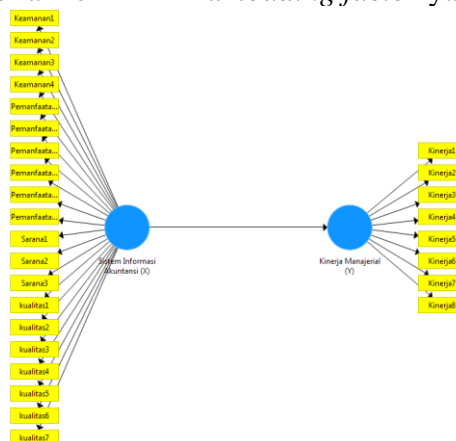 Keamanan1
Keamanan2
Keamanan3
Keamanan4
Pemanfaata...
Pemanfaata...
Pemanfaata...
Pemanfaata...
Pemanfaata...
Pemanfaata...
Sarana1
Sarana2
Sarana3
kualitas1
kualitas2
kualitas3
kualitas4
kualitas5
kualitas6
kualitas7
Sistem Informasi
Akuntansi (X)
Kinerja Manajerial
(Y)
Kinerja1
Kinerja2
Kinerja3
Kinerja4
Kinerja5
Kinerja6
Kinerja7
Kinerja8